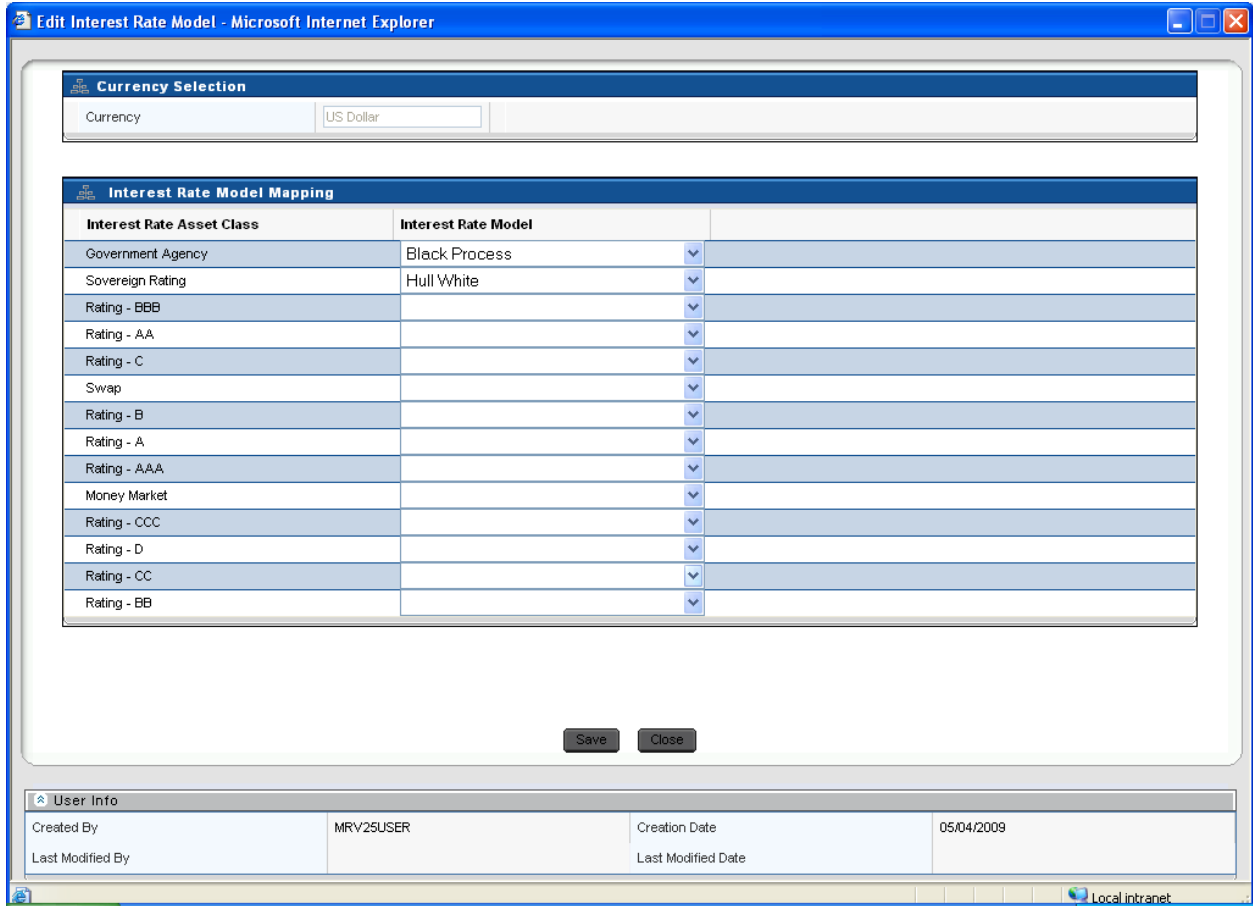 Edit Interest Rate Model - Microsoft Internet Explorer
Currency Selection
Currency US Dollar
Interest Rate Model Mapping
Interest Rate Asset Class Interest Rate Model
Government Agency Black Process
Sovereign Rating Hull White
Rating - BBB
Rating - AA
Rating - C
Swap
Rating - B
Rating - A
Rating - AAA
Money Market
Rating - CCC
Rating - D
Rating - CC
Rating - BB
Save Close
User Info
Created By MRV25USER Creation Date 05/04/2009
Last Modified By Last Modified Date
Local intranet